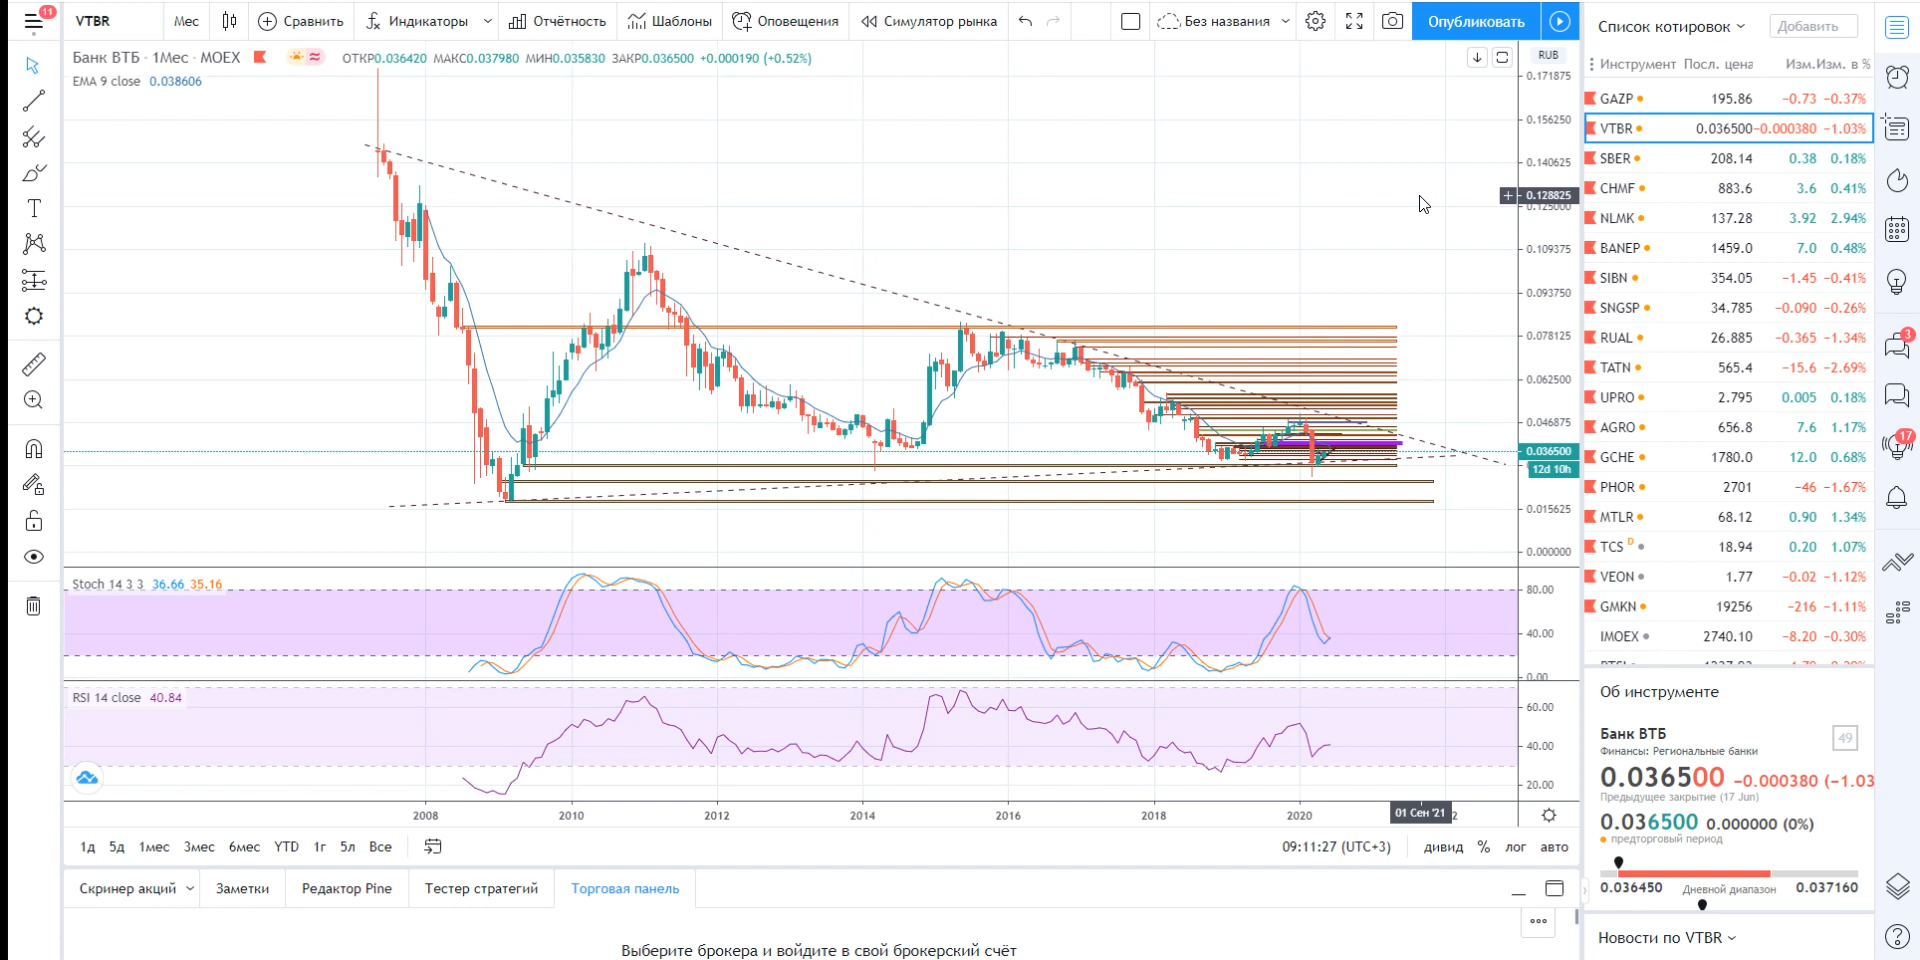 11
VTBR
Мес
Сравнить
Индикаторы
Отчётность
Шаблоны
Оповещения
Симулятор рынка
Без названия
Опубликовать
Банк ВТБ · 1Мес · MOEX
ОТКР0.036420 МАКС0.037980 МИН0.035830 ЗАКР0.036500 +0.000190 (+0.52%)
EMA 9 close 0.038606
RUB
0.171875
0.156250
0.140625
0.128825
0.125000
0.109375
0.093750
0.078125
0.062500
0.046875
0.036500
12d 10h
0.015625
0.000000
Stoch 14 3 3 36.66 35.16
80.00
40.00
0.00
RSI 14 close 40.84
60.00
40.00
20.00
2008 2010 2012 2014 2016 2018 2020 01 Сен '21 2
1д 5д 1мес 3мес 6мес YTD 1г 5л Все
09:11:27 (UTC+3) дивид % лог авто
Скринер акций Заметки Редактор Pine Тестер стратегий Торговая панель
Выберите брокера и войдите в свой брокерский счёт
Список котировок
Добавить
Инструмент Посл. цена Изм. Изм. в %
GAZP 195.86 −0.73 −0.37%
VTBR 0.036500 −0.000380 −1.03%
SBER 208.14 0.38 0.18%
CHMF 883.6 3.6 0.41%
NLMK 137.28 3.92 2.94%
BANEP 1459.0 7.0 0.48%
SIBN 354.05 −1.45 −0.41%
SNGSP 34.785 −0.090 −0.26%
RUAL 26.885 −0.365 −1.34%
TATN 565.4 −15.6 −2.69%
UPRO 2.795 0.005 0.18%
AGRO 656.8 7.6 1.17%
GCHE 1780.0 12.0 0.68%
PHOR 2701 −46 −1.67%
MTLR 68.12 0.90 1.34%
TCS D 18.94 0.20 1.07%
VEON 1.77 −0.02 −1.12%
GMKN 19256 −216 −1.11%
IMOEX 2740.10 −8.20 −0.30%
Об инструменте
Банк ВТБ
49
Финансы: Региональные банки
0.036500 −0.000380 (−1.03
Предыдущее закрытие (17 Jun)
0.036500 0.000000 (0%)
предторговый период
0.036450 Дневной диапазон 0.037160
Новости по VTBR
3
17